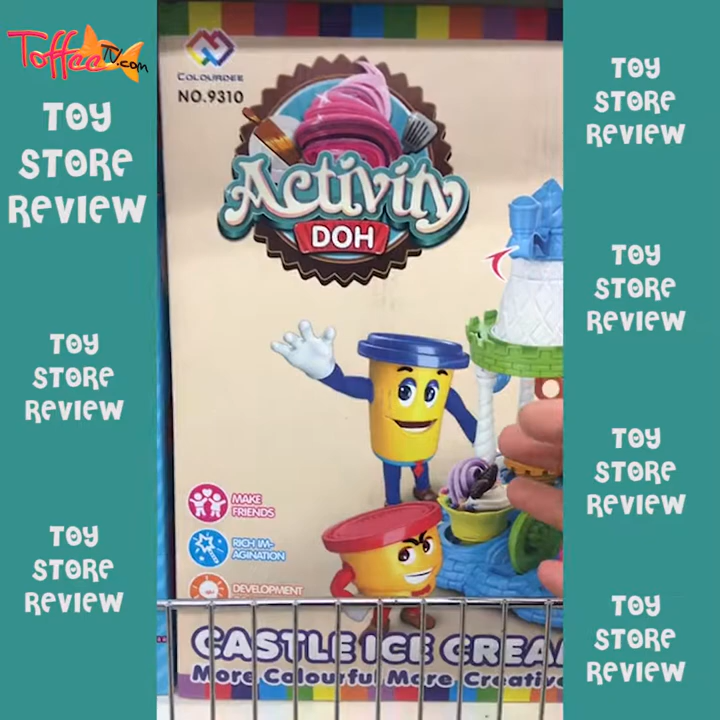 ToffeeTV.com
TOY
STORE
REVIEW
TOY
STORE
REVIEW
TOY
STORE
REVIEW
COLOURDEE
NO.9310
Activity
DOH
MAKE
FRIENDS
RICH IM-
AGINATION
DEVELOPMENT
CASTLE ICE CREA
More Colourful More Creative
TOY
STORE
REVIEW
TOY
STORE
REVIEW
TOY
STORE
REVIEW
TOY
STORE
REVIEW